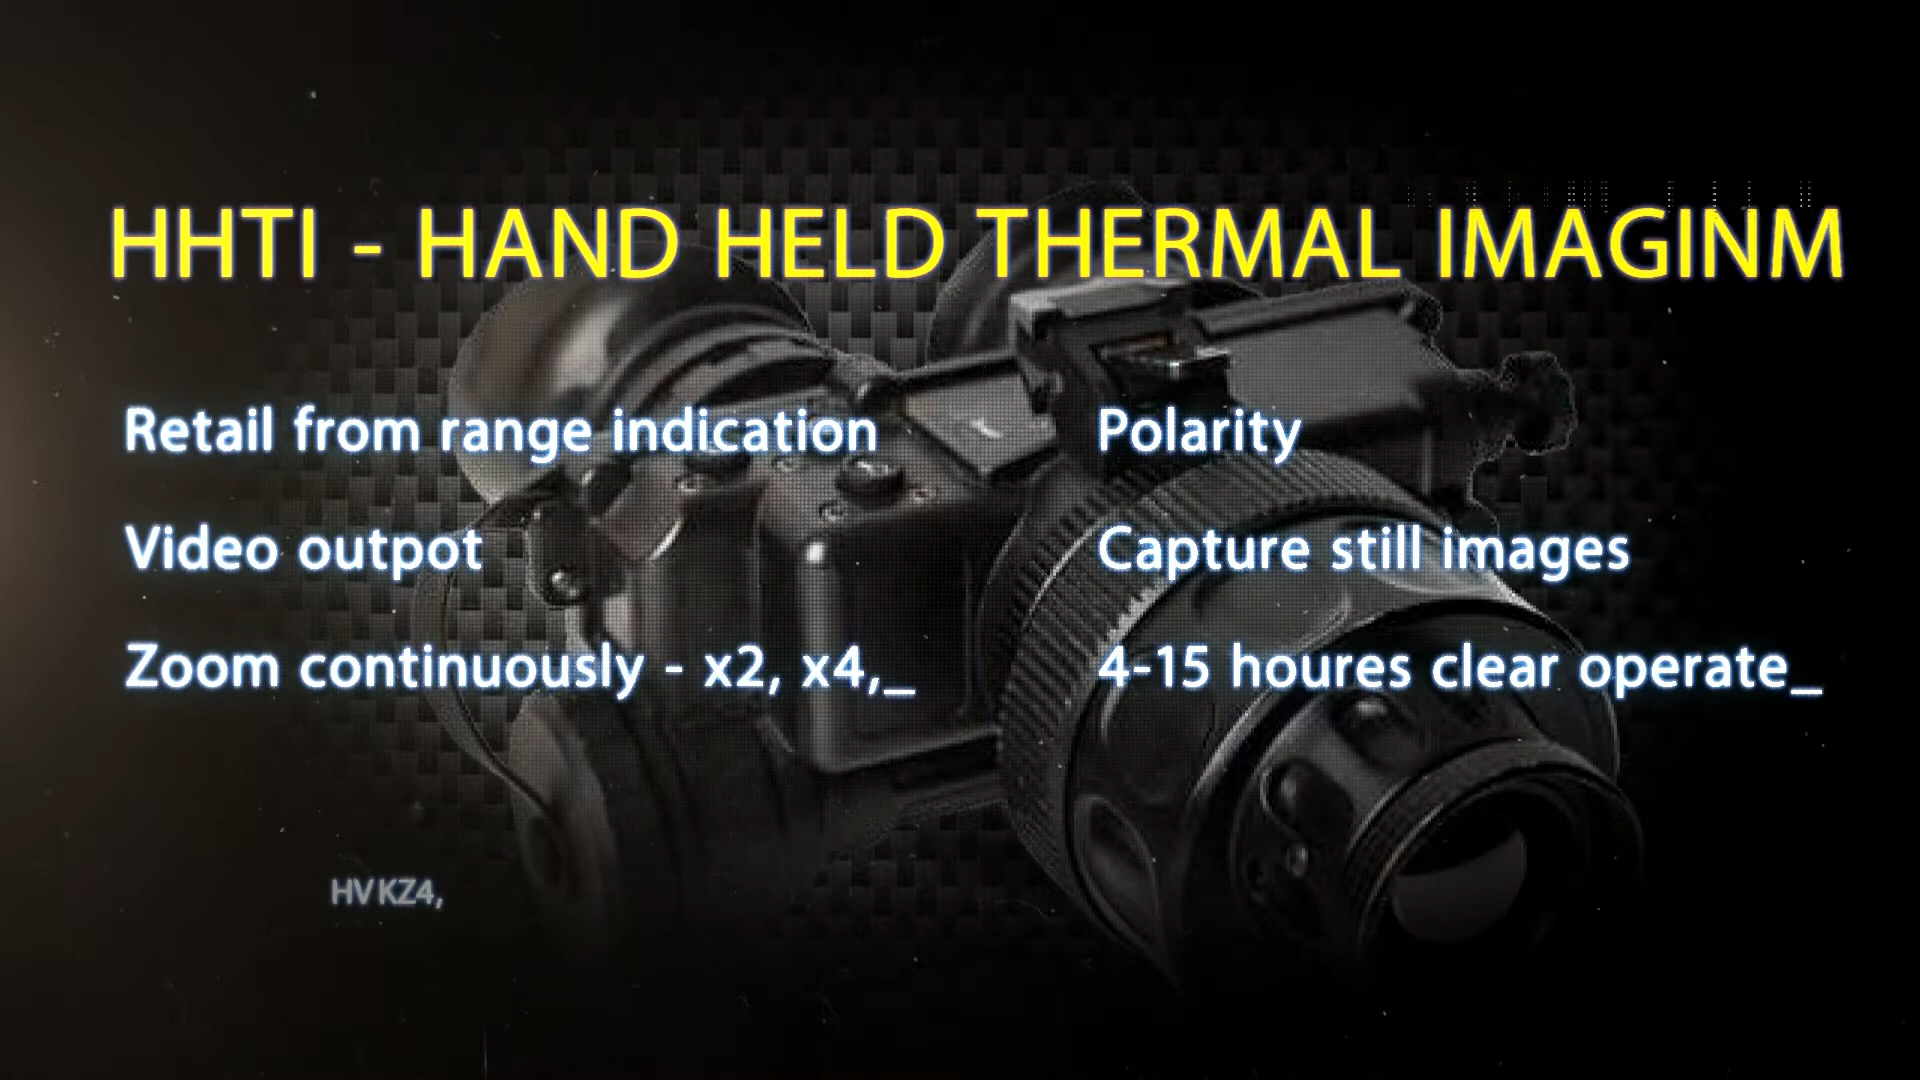 HHTI - HAND HELD THERMAL IMAGINM
Retail from range indication
Polarity
Video outpot
Capture still images
Zoom continuously - x2, x4,_
4-15 houres clear operate_
HVKZ4,